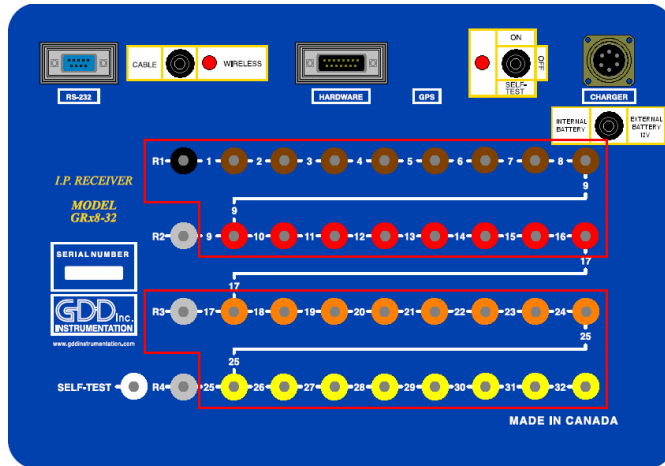 ON
OFF
SELF-
TEST
CABLE
WIRELESS
RS-232
HARDWARE
GPS
CHARGER
INTERNAL
BATTERY
EXTERNAL
BATTERY
12V
R1 1 2 3 4 5 6 7 8
9
I.P. RECEIVER
MODEL
GRx8-32
9
R2 9 10 11 12 13 14 15 16
17
SERIAL NUMBER
17
R3 17 18 19 20 21 22 23 24
GDD Inc.
INSTRUMENTATION
www.gddinstrumentation.com
25
25
SELF-TEST R4 25 26 27 28 29 30 31 32
MADE IN CANADA